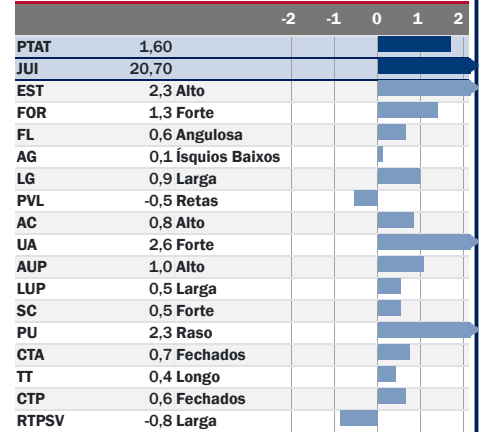 -2 -1 0 1 2
PTAT 1,60
JUI 20,70
EST 2,3 Alto
FOR 1,3 Forte
FL 0,6 Angulosa
AG 0,1 Ísquios Baixos
LG 0,9 Larga
PVL -0,5 Retas
AC 0,8 Alto
UA 2,6 Forte
AUP 1,0 Alto
LUP 0,5 Larga
SC 0,5 Forte
PU 2,3 Raso
CTA 0,7 Fechados
TT 0,4 Longo
CTP 0,6 Fechados
RTPSV -0,8 Larga